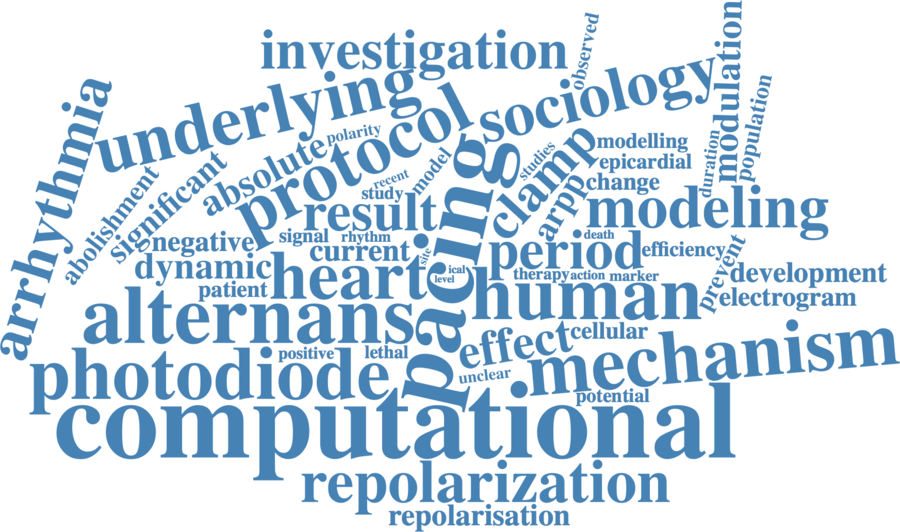 investigation
observed
modulation
underlying
sociology
arrhythmia
protocol
population
polarity
absolute
clamp
modelling
duration
studies
epicardial
significant
abolishment
recent
model
study
change
arpp
result
modeling
pacing
negative
signal
rhythm
death
period
efficiency
current
site
prevent
dynamic
heart
ical
level
therapy
action
marker
development
patient
human
electrogram
alternans
effect
cellular
mechanism
positive
lethal
photodiode
unclear
potential
computational
repolarization
repolarisation